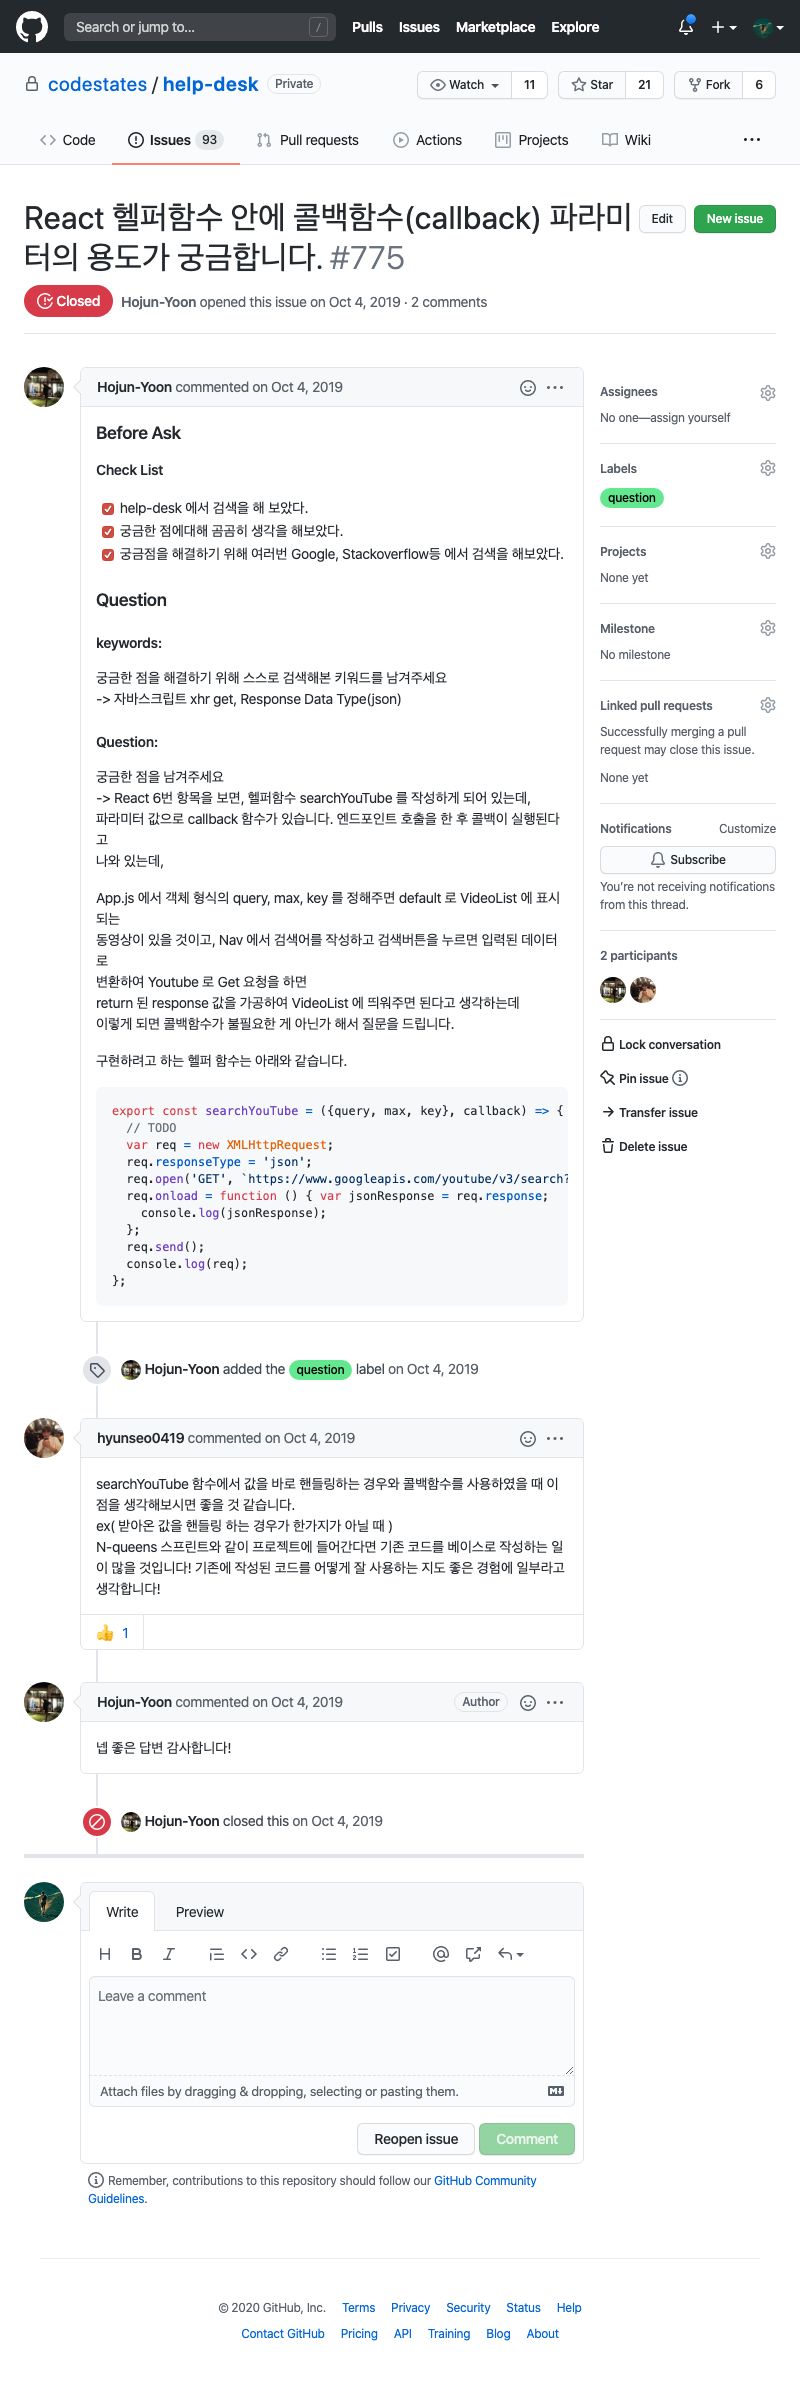 Search or jump to... /
Pulls Issues Marketplace Explore
codestates / help-desk Private
Watch 11 Star 21 Fork 6
Code Issues 93 Pull requests Actions Projects Wiki ...
React 헬퍼함수 안에 콜백함수(callback) 파라미
터의 용도가 궁금합니다. #775
Edit New issue
Closed Hojun-Yoon opened this issue on Oct 4, 2019 · 2 comments
Hojun-Yoon commented on Oct 4, 2019
Before Ask
Check List
help-desk 에서 검색을 해 보았다.
궁금한 점에대해 곰곰히 생각을 해보았다.
궁금점을 해결하기 위해 여러번 Google, Stackoverflow등 에서 검색을 해보았다.
Question
keywords:
궁금한 점을 해결하기 위해 스스로 검색해본 키워드를 남겨주세요
-> 자바스크립트 xhr get, Response Data Type(json)
Question:
궁금한 점을 남겨주세요
-> React 6번 항목을 보면, 헬퍼함수 searchYouTube 를 작성하게 되어 있는데,
파라미터 값으로 callback 함수가 있습니다. 엔드포인트 호출을 한 후 콜백이 실행된다
고
나와 있는데,
App.js 에서 객체 형식의 query, max, key 를 정해주면 default 로 VideoList 에 표시
되는
동영상이 있을 것이고, Nav 에서 검색어를 작성하고 검색버튼을 누르면 입력된 데이터
로
변환하여 Youtube 로 Get 요청을 하면
return 된 response 값을 가공하여 VideoList 에 띄워주면 된다고 생각하는데
이렇게 되면 콜백함수가 불필요한 게 아닌가 해서 질문을 드립니다.
구현하려고 하는 헬퍼 함수는 아래와 같습니다.
export const searchYouTube = ({query, max, key}, callback) => {
// TODO
var req = new XMLHttpRequest;
req.responseType = 'json';
req.open('GET', `https://www.googleapis.com/youtube/v3/search?
req.onload = function () { var jsonResponse = req.response;
console.log(jsonResponse);
};
req.send();
console.log(req);
};
Hojun-Yoon added the question label on Oct 4, 2019
hyunseo0419 commented on Oct 4, 2019
searchYouTube 함수에서 값을 바로 핸들링하는 경우와 콜백함수를 사용하였을 때 이
점을 생각해보시면 좋을 것 같습니다.
ex( 받아온 값을 핸들링 하는 경우가 한가지가 아닐 때 )
N-queens 스프린트와 같이 프로젝트에 들어간다면 기존 코드를 베이스로 작성하는 일
이 많을 것입니다! 기존에 작성된 코드를 어떻게 잘 사용하는 지도 좋은 경험에 일부라고
생각합니다!
👍 1
Hojun-Yoon commented on Oct 4, 2019 Author
넵 좋은 답변 감사합니다!
Hojun-Yoon closed this on Oct 4, 2019
Write Preview
Leave a comment
Attach files by dragging & dropping, selecting or pasting them.
Reopen issue Comment
Remember, contributions to this repository should follow our GitHub Community
Guidelines.
Assignees
No one—assign yourself
Labels
question
Projects
None yet
Milestone
No milestone
Linked pull requests
Successfully merging a pull
request may close this issue.
None yet
Notifications Customize
Subscribe
You're not receiving notifications
from this thread.
2 participants
Lock conversation
Pin issue
Transfer issue
Delete issue
© 2020 GitHub, Inc. Terms Privacy Security Status Help
Contact GitHub Pricing API Training Blog About